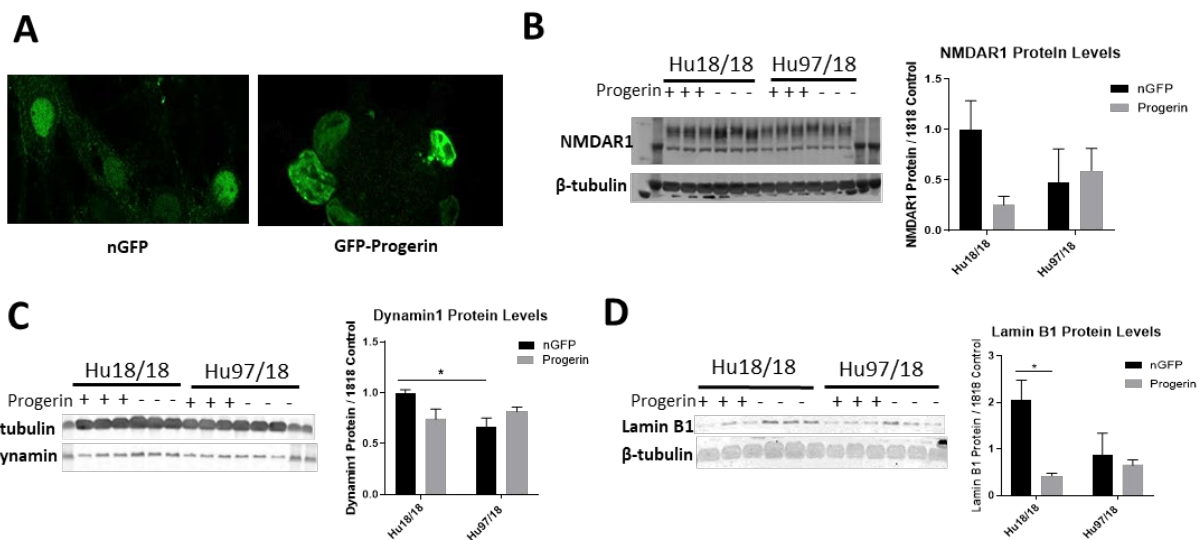 A
nGFP
GFP-Progerin
B
Hu18/18 Hu97/18
Progerin + + + - - - + + + - - -
NMDAR1
β-tubulin
NMDAR1 Protein Levels
NMDAR1 Protein / 1818 Control
1.5
1.0
0.5
0.0
Hu18/18
Hu97/18
nGFP
Progerin
C
Hu18/18 Hu97/18
Progerin + + + - - - + + + - - -
tubulin
ynamin
Dynamin1 Protein Levels
Dynamin1 Protein / 1818 Control
1.5
1.0
0.5
0.0
*
Hu18/18
Hu97/18
nGFP
Progerin
D
Hu18/18 Hu97/18
Progerin + + + - - - + + + - - -
Lamin B1
β-tubulin
Lamin B1 Protein Levels
Lamin B1 Protein / 1818 Control
3
2
1
0
*
Hu18/18
Hu97/18
nGFP
Progerin